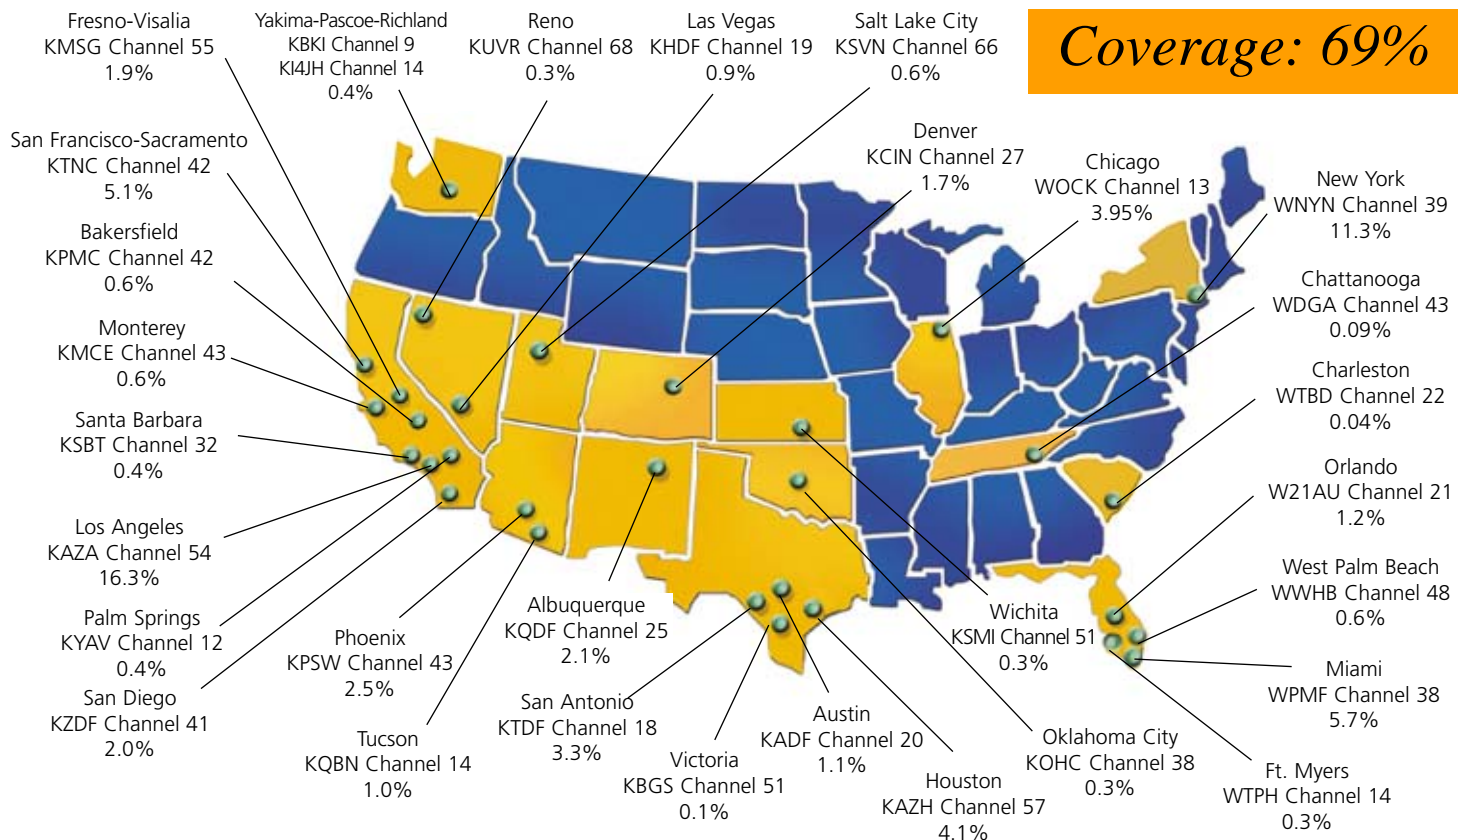 Fresno-Visalia
KMSG Channel 55
1.9%
Yakima-Pascoe-Richland
KBKI Channel 9
KI4JH Channel 14
0.4%
Reno
KUVR Channel 68
0.3%
Las Vegas
KHDF Channel 19
0.9%
Salt Lake City
KSVN Channel 66
0.6%
Coverage: 69%
San Francisco-Sacramento
KTNC Channel 42
5.1%
Denver
KCIN Channel 27
1.7%
Chicago
WOCK Channel 13
3.95%
New York
WNYN Channel 39
11.3%
Bakersfield
KPMC Channel 42
0.6%
Chattanooga
WDGA Channel 43
0.09%
Monterey
KMCE Channel 43
0.6%
Charleston
WTBD Channel 22
0.04%
Santa Barbara
KSBT Channel 32
0.4%
Orlando
W21AU Channel 21
1.2%
Los Angeles
KAZA Channel 54
16.3%
West Palm Beach
WWHB Channel 48
0.6%
Palm Springs
KYAV Channel 12
0.4%
Phoenix
KPSW Channel 43
2.5%
Albuquerque
KQDF Channel 25
2.1%
Wichita
KSMI Channel 51
0.3%
Miami
WPMF Channel 38
5.7%
San Diego
KZDF Channel 41
2.0%
Tucson
KQBN Channel 14
1.0%
San Antonio
KTDF Channel 18
3.3%
Victoria
KBGS Channel 51
0.1%
Austin
KADF Channel 20
1.1%
Houston
KAZH Channel 57
4.1%
Oklahoma City
KOHC Channel 38
0.3%
Ft. Myers
WTPH Channel 14
0.3%